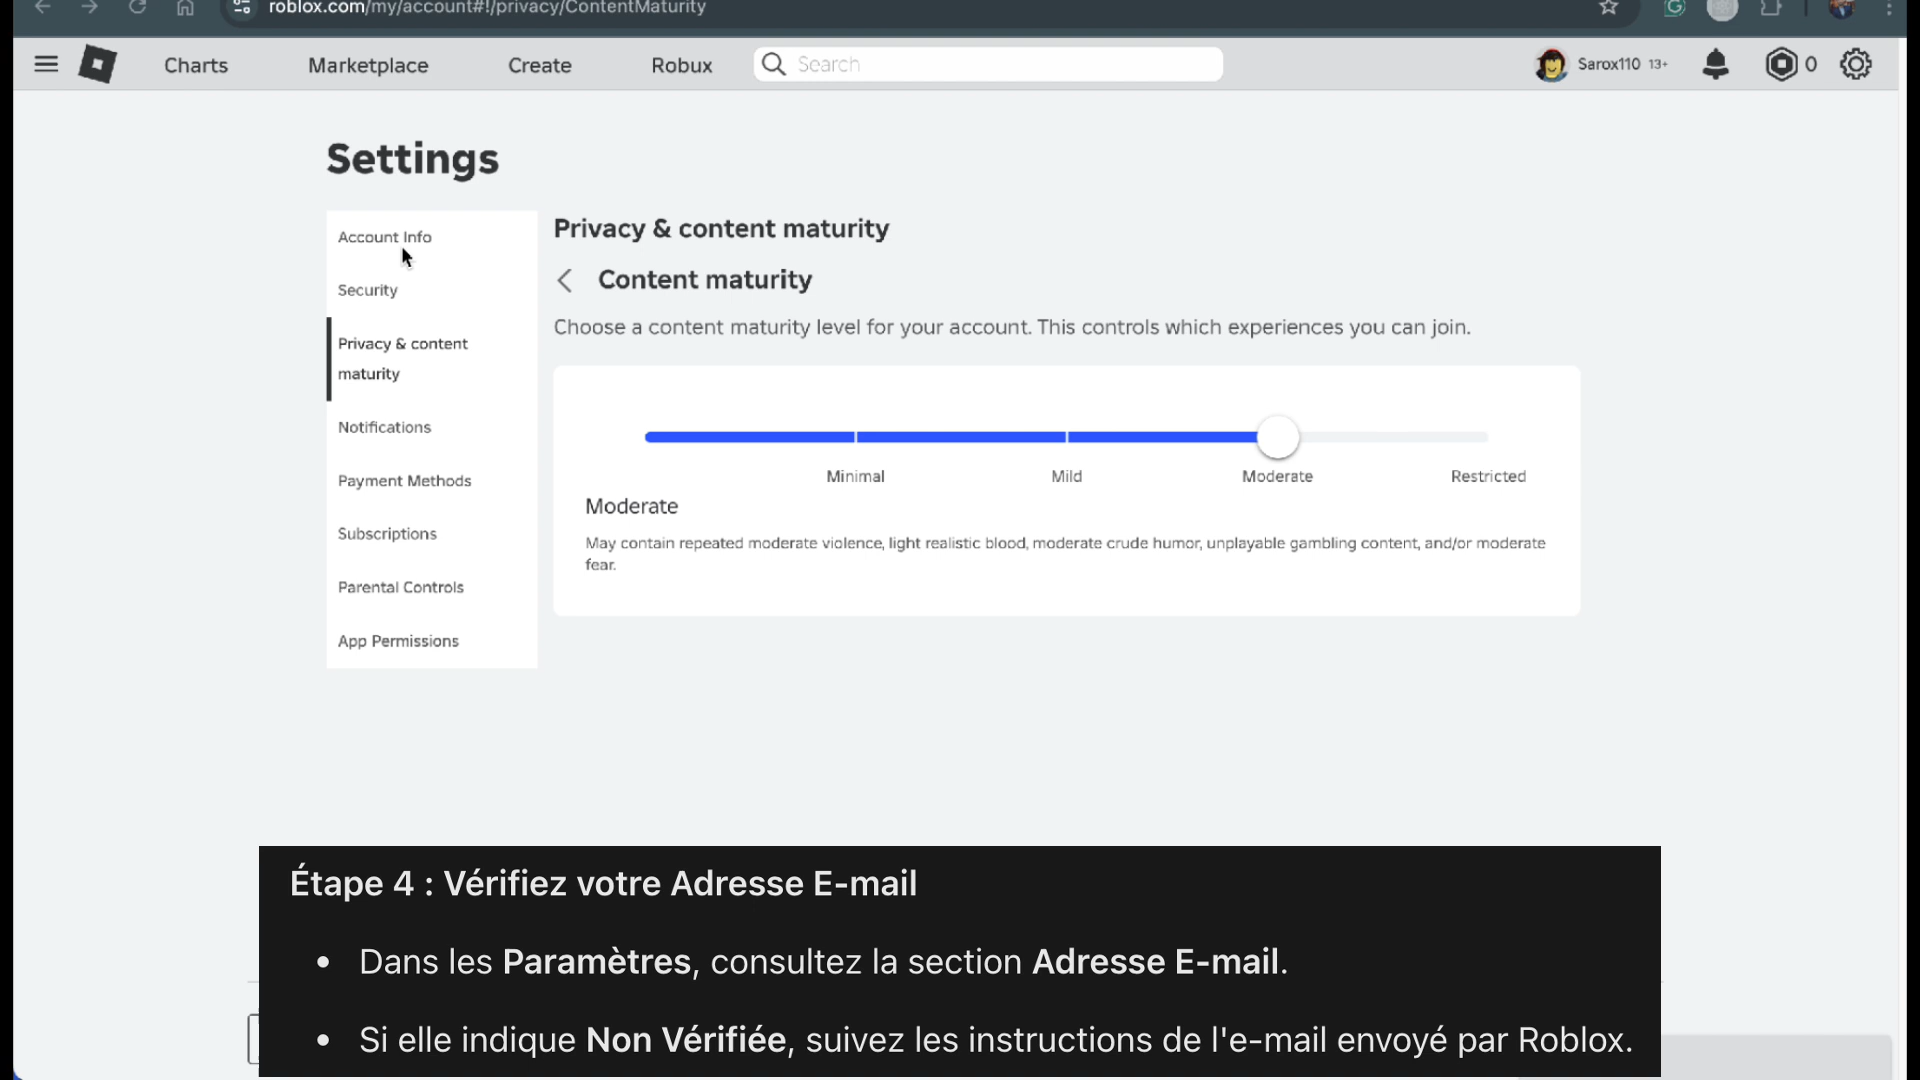 roblox.com/my/account#!/privacy/ContentMaturity
Charts
Marketplace
Create
Robux
Search
Sarox110 13+
0
Settings
Account Info
Security
Privacy & content
maturity
Notifications
Payment Methods
Subscriptions
Parental Controls
App Permissions
Privacy & content maturity
Content maturity
Choose a content maturity level for your account. This controls which experiences you can join.
Minimal
Mild
Moderate
Restricted
Moderate
May contain repeated moderate violence, light realistic blood, moderate crude humor, unplayable gambling content, and/or moderate
fear.
Étape 4 : Vérifiez votre Adresse E-mail
• Dans les Paramètres, consultez la section Adresse E-mail.
• Si elle indique Non Vérifiée, suivez les instructions de l'e-mail envoyé par Roblox.